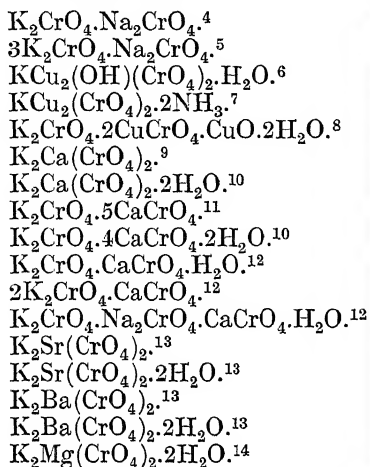 K₂CrO₄.Na₂CrO₄.⁴
3K₂CrO₄.Na₂CrO₄.⁵
KCu₂(OH)(CrO₄)₂.H₂O.⁶
KCu₂(CrO₄)₂.2NH₃.⁷
K₂CrO₄.2CuCrO₄.CuO.2H₂O.⁸
K₂Ca(CrO₄)₂.⁹
K₂Ca(CrO₄)₂.2H₂O.¹⁰
K₂CrO₄.5CaCrO₄.¹¹
K₂CrO₄.4CaCrO₄.2H₂O.¹⁰
K₂CrO₄.CaCrO₄.H₂O.¹²
2K₂CrO₄.CaCrO₄.¹²
K₂CrO₄.Na₂CrO₄.CaCrO₄.H₂O.¹²
K₂Sr(CrO₄)₂.¹³
K₂Sr(CrO₄)₂.2H₂O.¹³
K₂Ba(CrO₄)₂.¹³
K₂Ba(CrO₄)₂.2H₂O.¹³
K₂Mg(CrO₄)₂.2H₂O.¹⁴